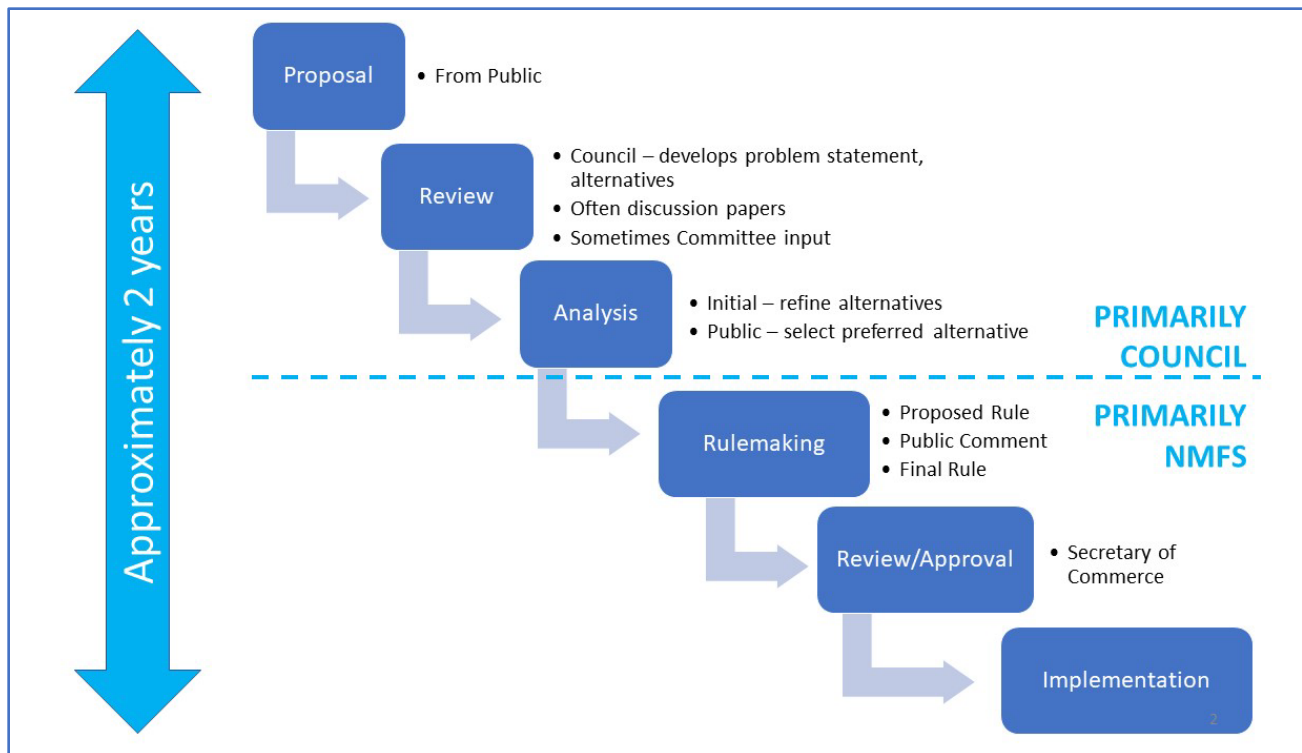 Approximately 2 years
Proposal
• From Public
Review
• Council – develops problem statement,
alternatives
• Often discussion papers
• Sometimes Committee input
Analysis
• Initial – refine alternatives
• Public – select preferred alternative
PRIMARILY
COUNCIL
PRIMARILY
NMFS
Rulemaking
• Proposed Rule
• Public Comment
• Final Rule
Review/Approval
• Secretary of
Commerce
Implementation
2